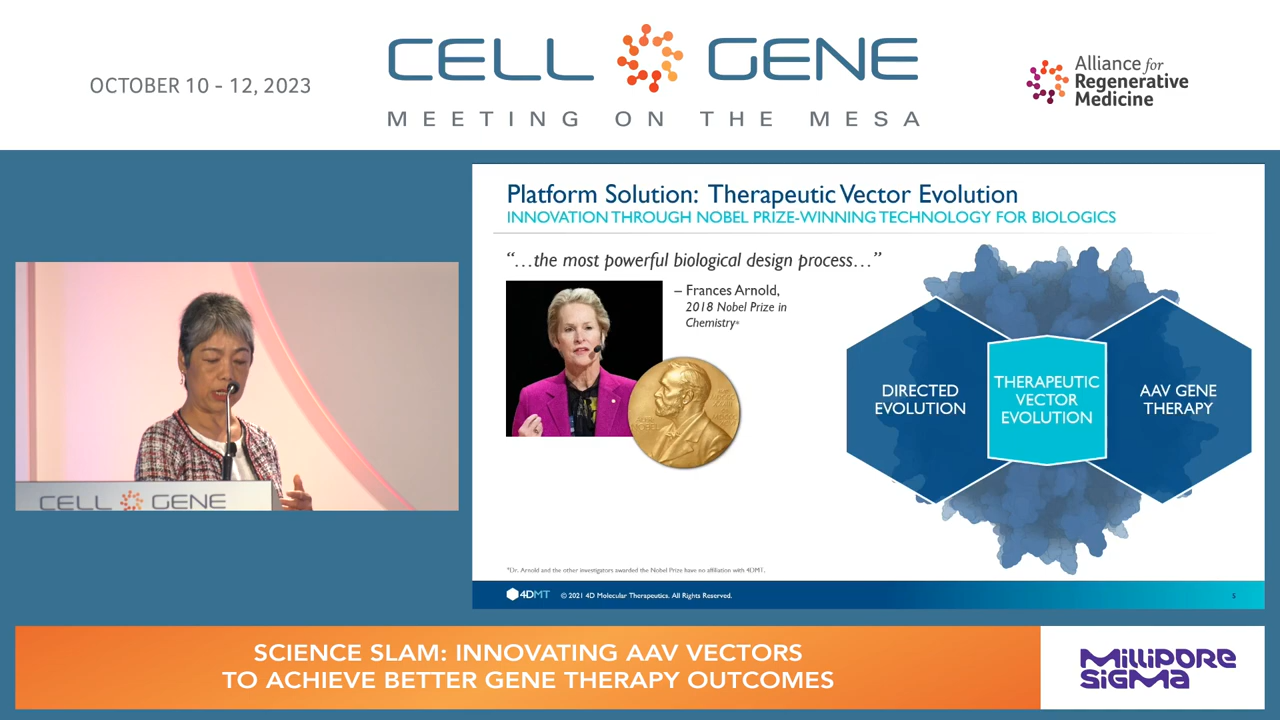 OCTOBER 10 - 12, 2023
CELL GENE
MEETING ON THE MESA
Alliance for
Regenerative
Medicine
Platform Solution: Therapeutic Vector Evolution
INNOVATION THROUGH NOBEL PRIZE-WINNING TECHNOLOGY FOR BIOLOGICS
“…the most powerful biological design process…”
– Frances Arnold,
2018 Nobel Prize in
Chemistry*
DIRECTED
EVOLUTION
THERAPEUTIC
VECTOR
EVOLUTION
AAV GENE
THERAPY
*Dr. Arnold and the other investigators awarded the Nobel Prize have no affiliation with 4DMT.
4DMT © 2021 4D Molecular Therapeutics. All Rights Reserved. 5
CELL GENE
SCIENCE SLAM: INNOVATING AAV VECTORS
TO ACHIEVE BETTER GENE THERAPY OUTCOMES
Millipore
Sigma